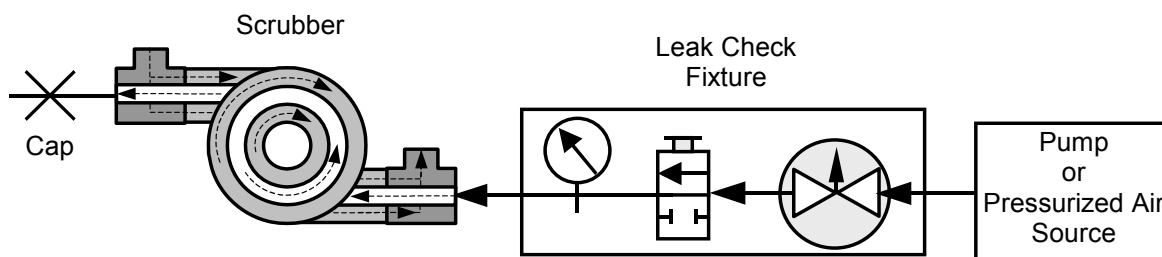 Scrubber
Cap
Leak Check
Fixture
Pump
or
Pressurized Air
Source